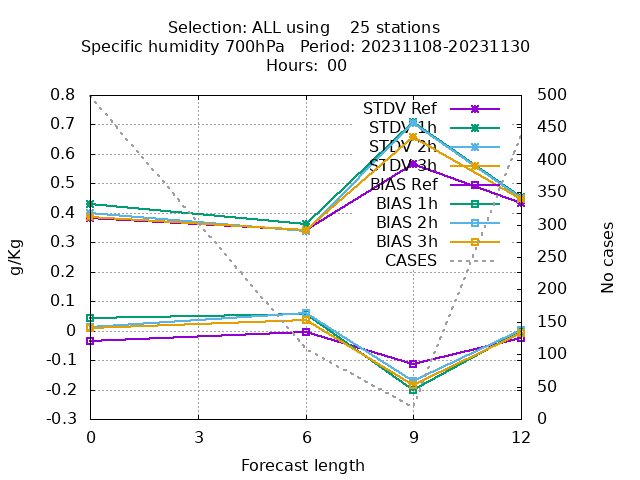 Selection: ALL using    25 stations
Specific humidity 700hPa   Period: 20231108-20231130
Hours: 00
STDV Ref
STDV 1h
STDV 2h
STDV 3h
BIAS Ref
BIAS 1h
BIAS 2h
BIAS 3h
CASES
0.8
0.7
0.6
0.5
0.4
0.3
0.2
0.1
0
-0.1
-0.2
-0.3
g/Kg
500
450
400
350
300
250
200
150
100
50
0
No cases
0 3 6 9 12
Forecast length